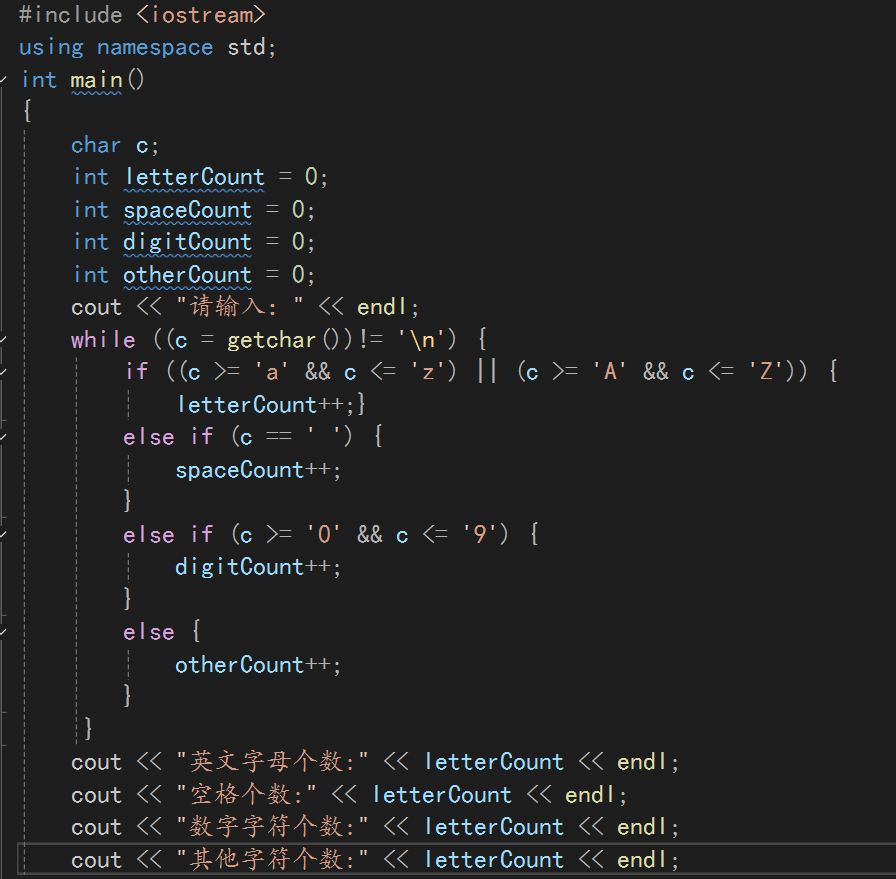 #include <iostream>
using namespace std;
int main()
{
    char c;
    int letterCount = 0;
    int spaceCount = 0;
    int digitCount = 0;
    int otherCount = 0;
    cout << "请输入: " << endl;
    while ((c = getchar())!= '\n') {
        if ((c >= 'a' && c <= 'z') || (c >= 'A' && c <= 'Z')) {
            letterCount++;}
        else if (c == ' ') {
            spaceCount++;
        }
        else if (c >= '0' && c <= '9') {
            digitCount++;
        }
        else {
            otherCount++;
        }
     }
    cout << "英文字母个数:" << letterCount << endl;
    cout << "空格个数:" << letterCount << endl;
    cout << "数字字符个数:" << letterCount << endl;
    cout << "其他字符个数:" << letterCount << endl;